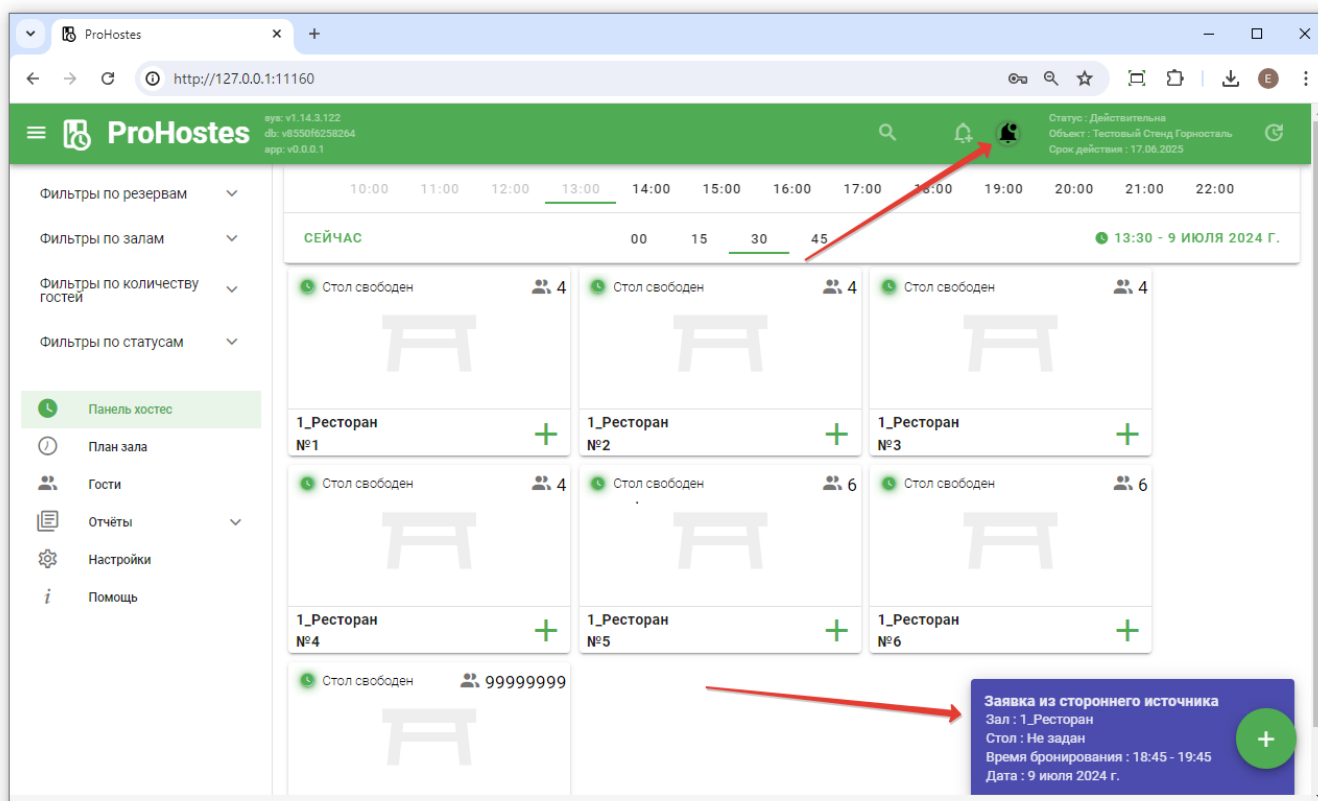 ProHostes
http://127.0.0.1:11160
E
ProHostes
sys: v1.14.3.122
db: v8550f6258264
app: v0.0.0.1
Статус : Действительна
Объект : Тестовый Стенд Горносталь
Срок действия : 17.06.2025
Фильтры по резервам
Фильтры по залам
Фильтры по количеству
гостей
Фильтры по статусам
Панель хостес
План зала
Гости
Отчёты
Настройки
i Помощь
10:00 11:00 12:00 13:00 14:00 15:00 16:00 17:00 18:00 19:00 20:00 21:00 22:00
СЕЙЧАС 00 15 30 45 13:30 - 9 ИЮЛЯ 2024 Г.
Стол свободен 4 Стол свободен 4 Стол свободен 4
1_Ресторан 1_Ресторан 1_Ресторан
№1 №2 №3
Стол свободен 4 Стол свободен 6 Стол свободен 6
1_Ресторан 1_Ресторан 1_Ресторан
№4 №5 №6
Стол свободен 99999999
Заявка из стороннего источника
Зал : 1_Ресторан
Стол : Не задан
Время бронирования : 18:45 - 19:45
Дата : 9 июля 2024 г.